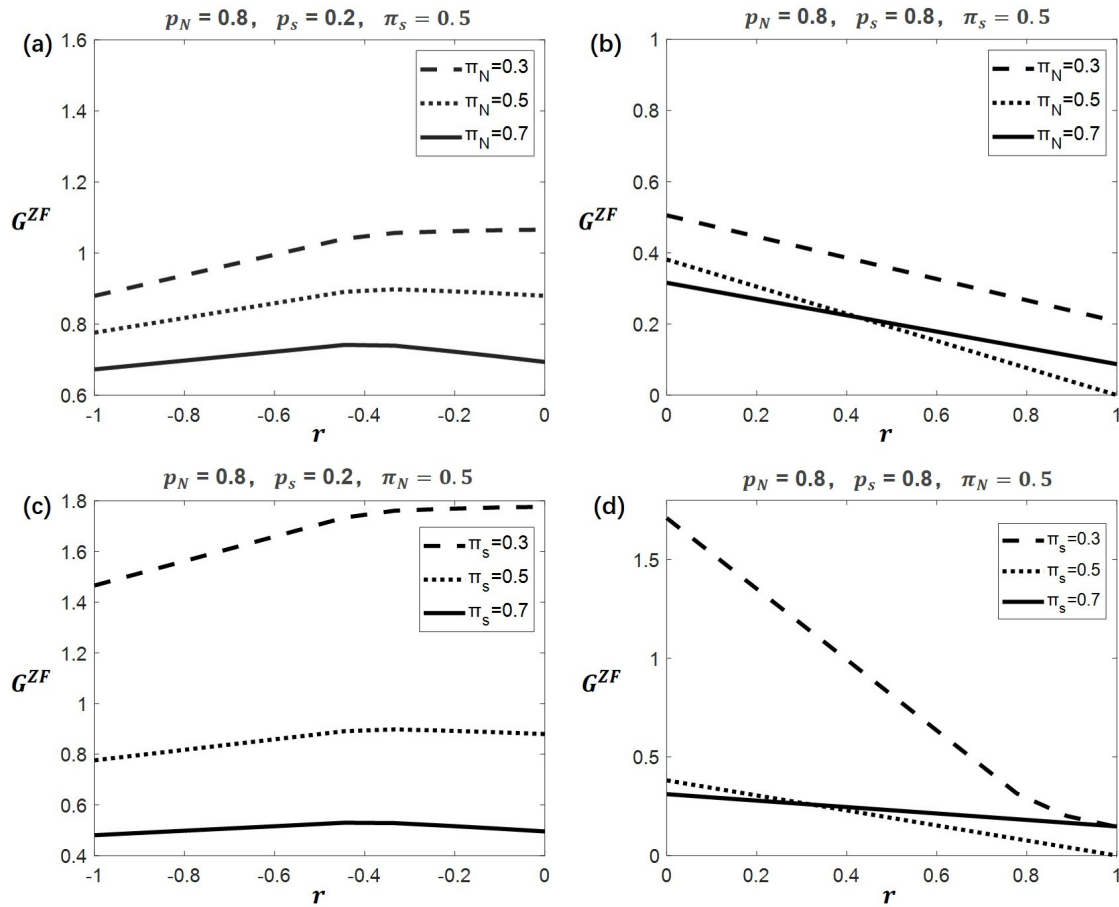 (a)
p_N = 0.8, p_s = 0.2, π_s = 0.5
1.6
1.4
1.2
1
0.8
0.6
G^ZF
π_N=0.3
π_N=0.5
π_N=0.7
-1 -0.8 -0.6 -0.4 -0.2 0
r
(b)
p_N = 0.8, p_s = 0.8, π_s = 0.5
1
0.8
0.6
0.4
0.2
0
G^ZF
π_N=0.3
π_N=0.5
π_N=0.7
0 0.2 0.4 0.6 0.8 1
r
(c)
p_N = 0.8, p_s = 0.2, π_N = 0.5
1.8
1.6
1.4
1.2
1
0.8
0.6
0.4
G^ZF
π_s=0.3
π_s=0.5
π_s=0.7
-1 -0.8 -0.6 -0.4 -0.2 0
r
(d)
p_N = 0.8, p_s = 0.8, π_N = 0.5
1.5
1
0.5
0
G^ZF
π_s=0.3
π_s=0.5
π_s=0.7
0 0.2 0.4 0.6 0.8 1
r